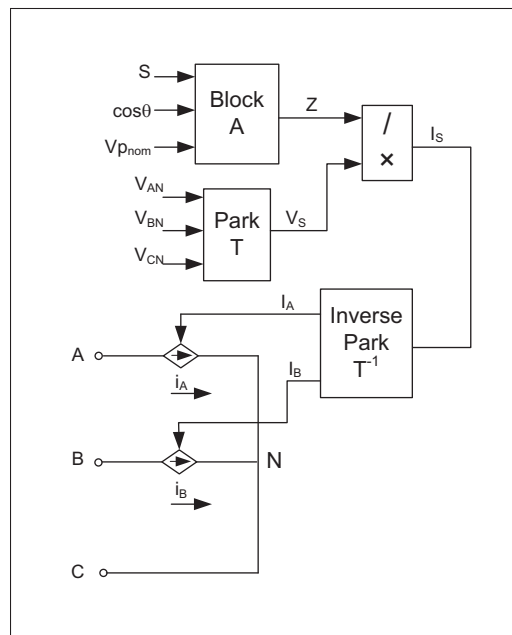 S
cosθ
Vp_nom
Block
A
Z
/
×
I_S
V_AN
V_BN
V_CN
Park
T
V_S
I_A
I_B
Inverse
Park
T⁻¹
A
i_A
B
i_B
N
C